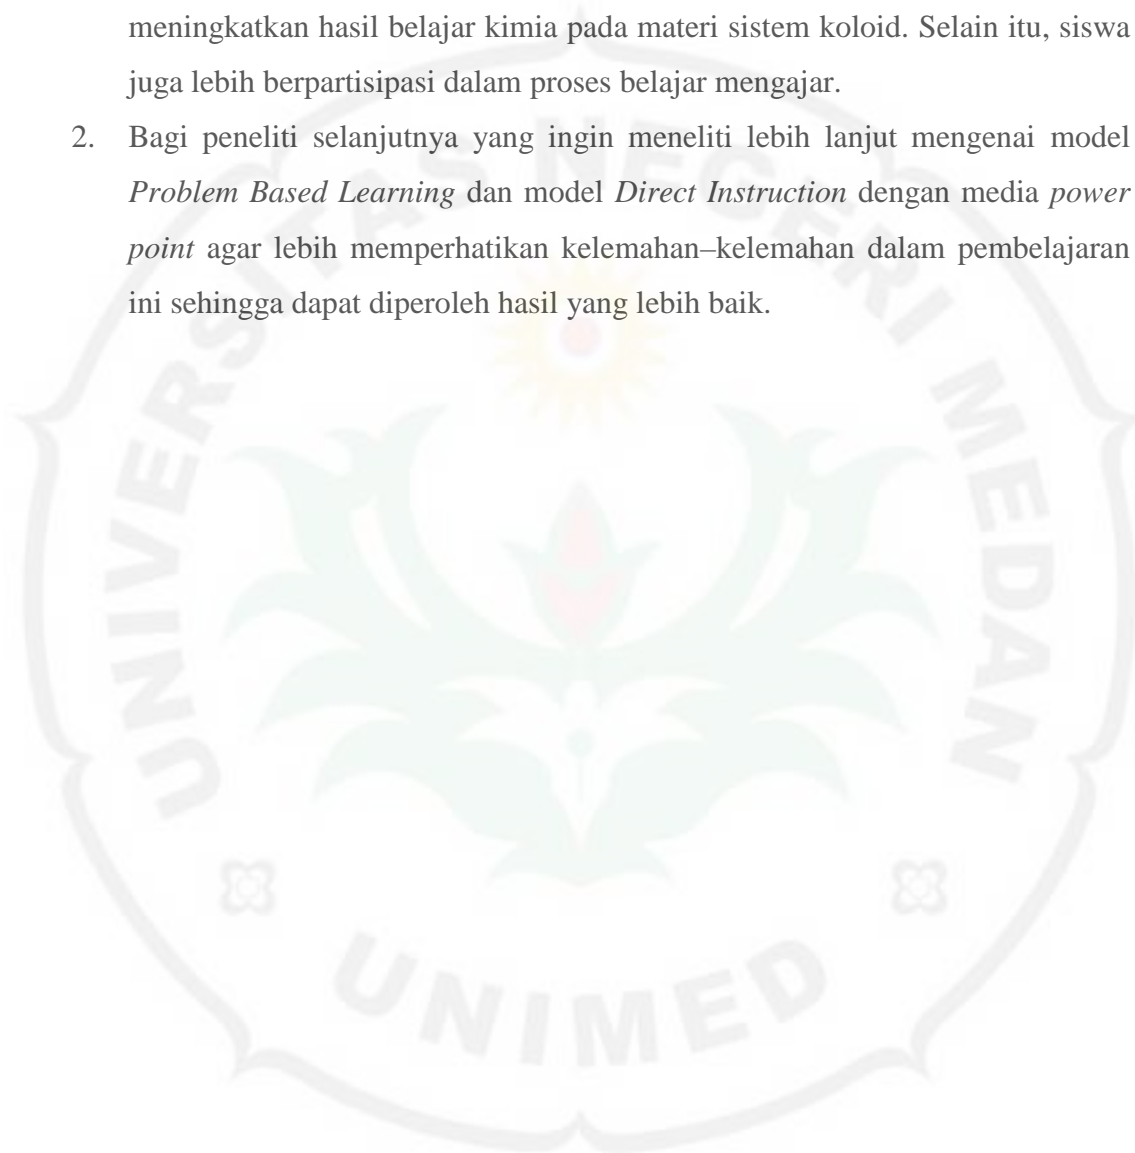 meningkatkan hasil belajar kimia pada materi sistem koloid. Selain itu, siswa
juga lebih berpartisipasi dalam proses belajar mengajar.
2. Bagi peneliti selanjutnya yang ingin meneliti lebih lanjut mengenai model
Problem Based Learning dan model Direct Instruction dengan media power
point agar lebih memperhatikan kelemahan–kelemahan dalam pembelajaran
ini sehingga dapat diperoleh hasil yang lebih baik.
UNIVERSITAS NEGERI MEDAN
UNIMED